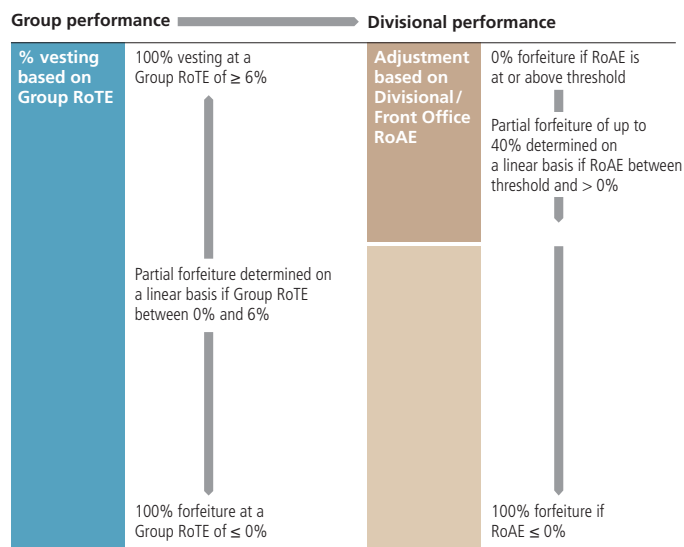 Group performance
Divisional performance
% vesting
based on
Group RoTE
100% vesting at a
Group RoTE of ≥ 6%
Partial forfeiture determined on
a linear basis if Group RoTE
between 0% and 6%
100% forfeiture at a
Group RoTE of ≤ 0%
Adjustment
based on
Divisional/
Front Office
RoAE
0% forfeiture if RoAE is
at or above threshold
Partial forfeiture of up to
40% determined on
a linear basis if RoAE between
threshold and > 0%
100% forfeiture if
RoAE ≤ 0%